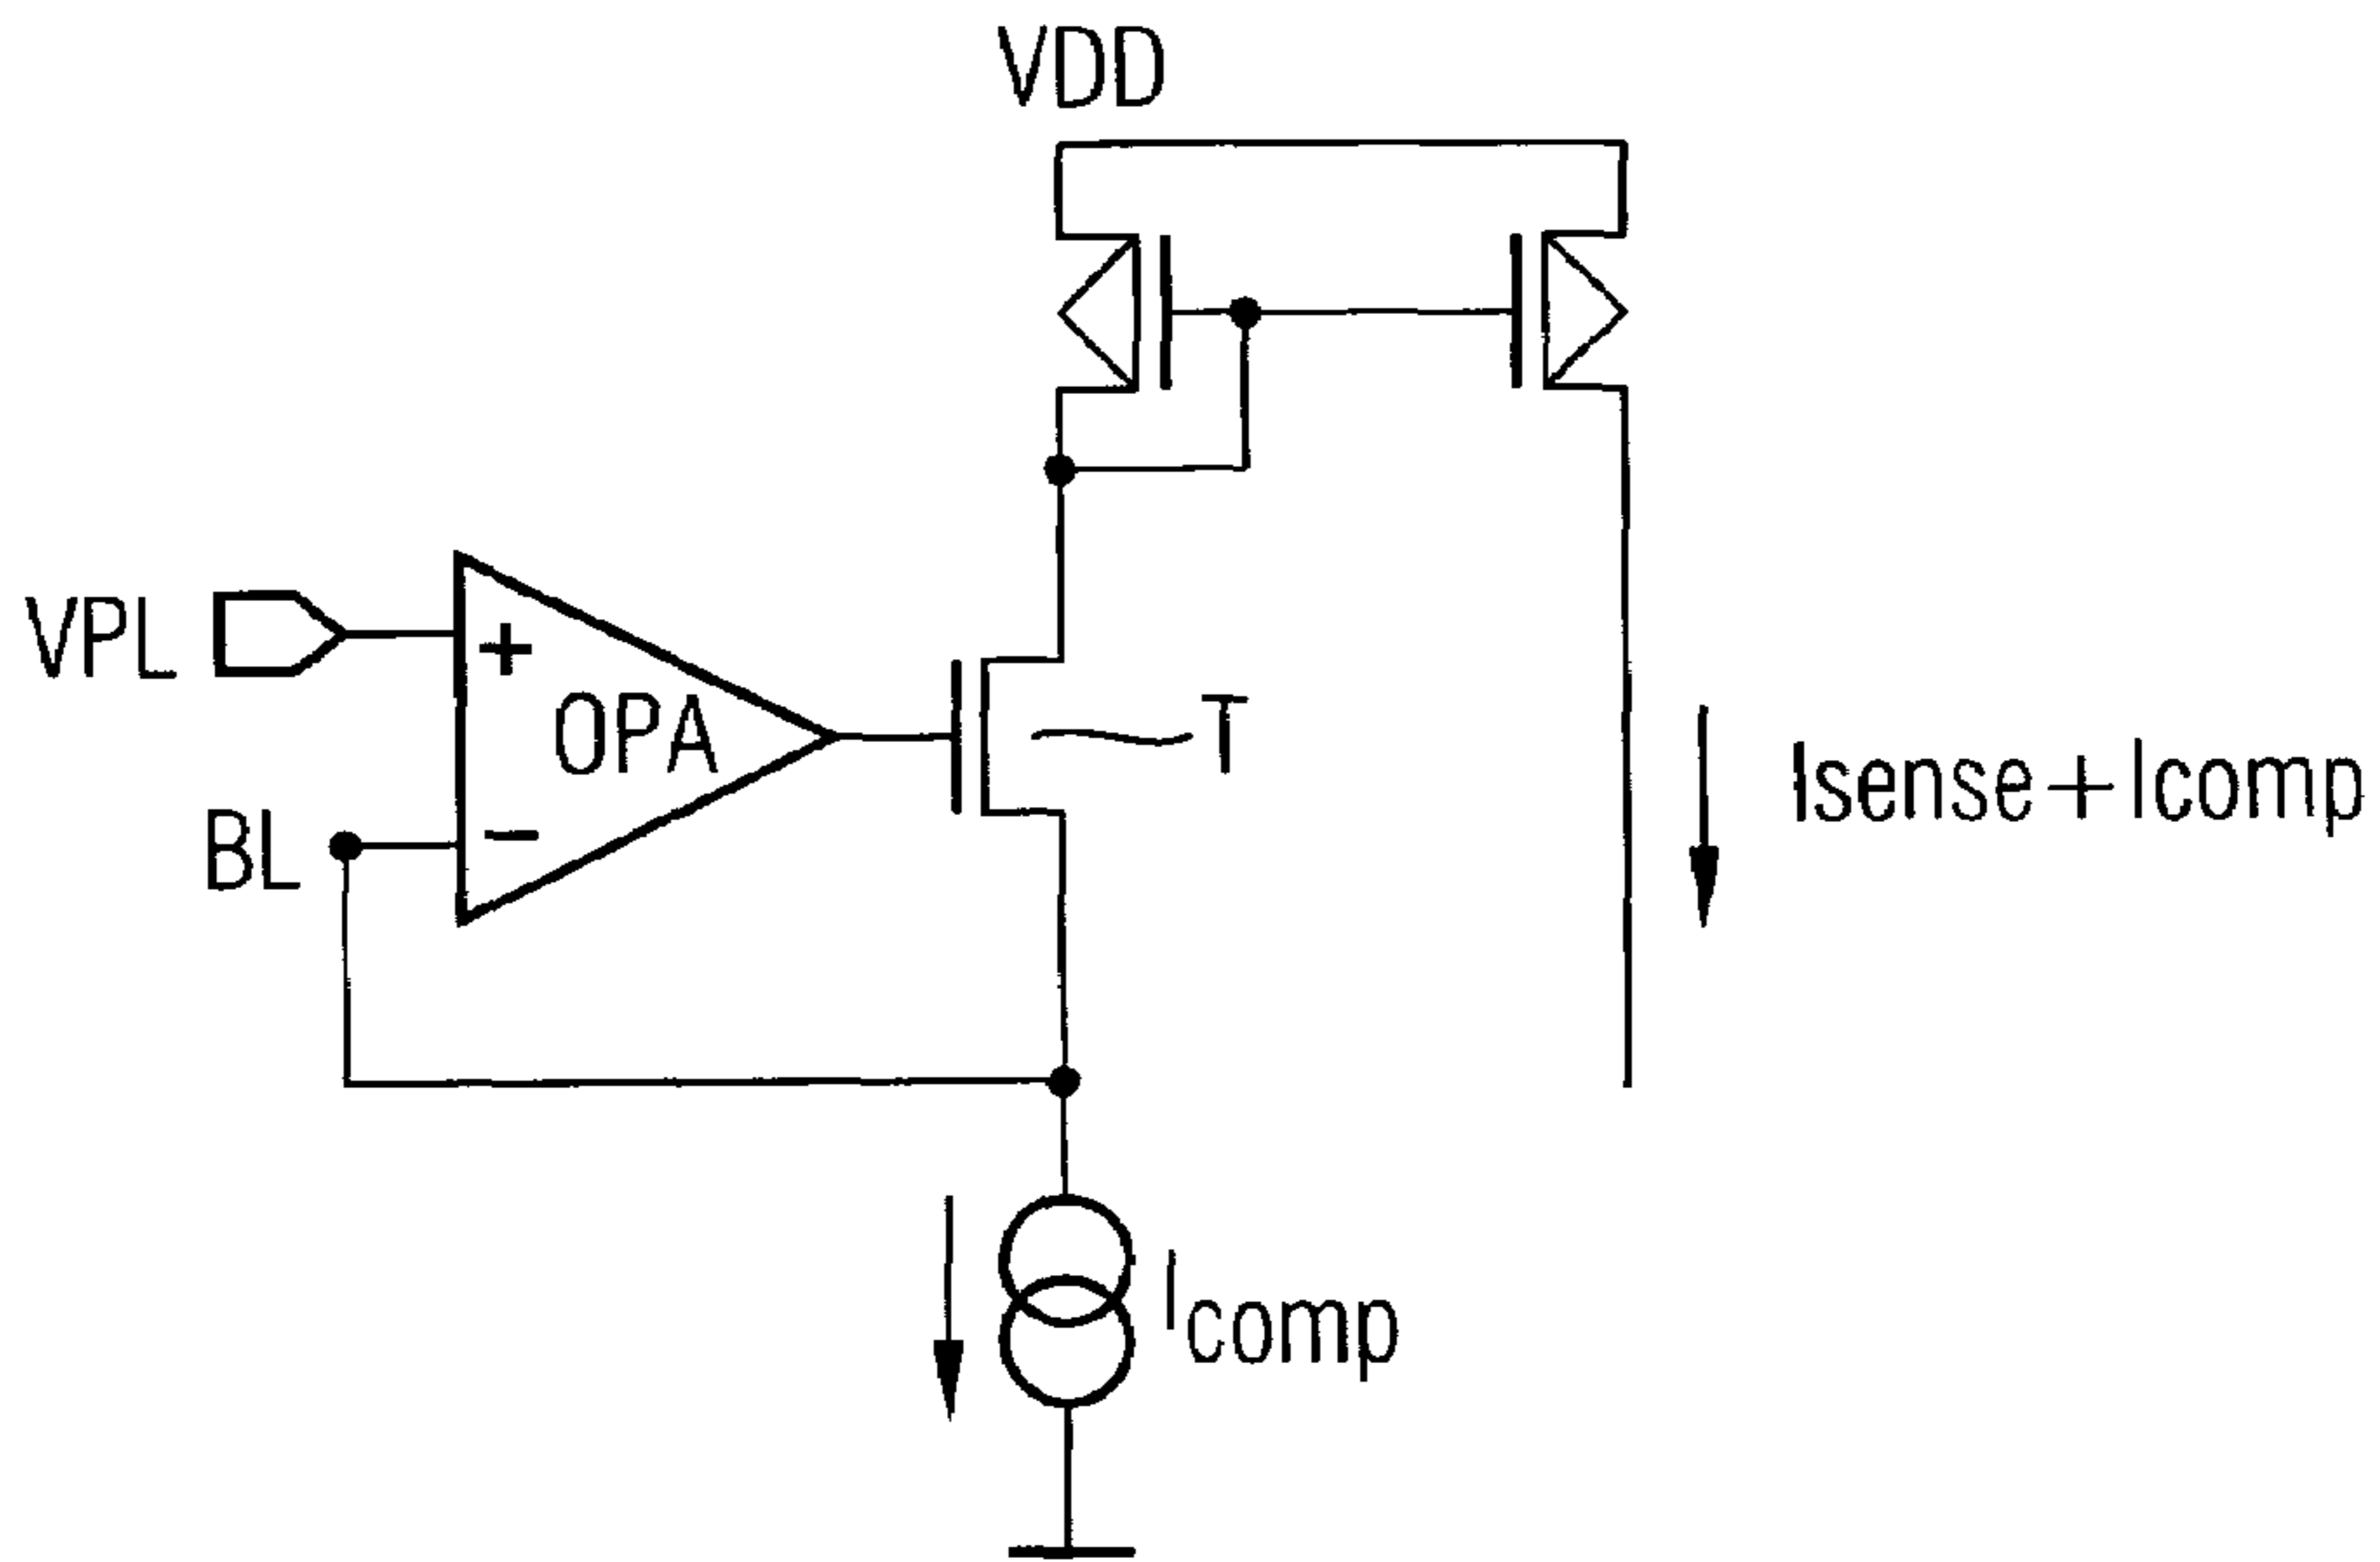 VDD
VPL
+
OPA
T
BL
−
Isense+Icomp
Icomp